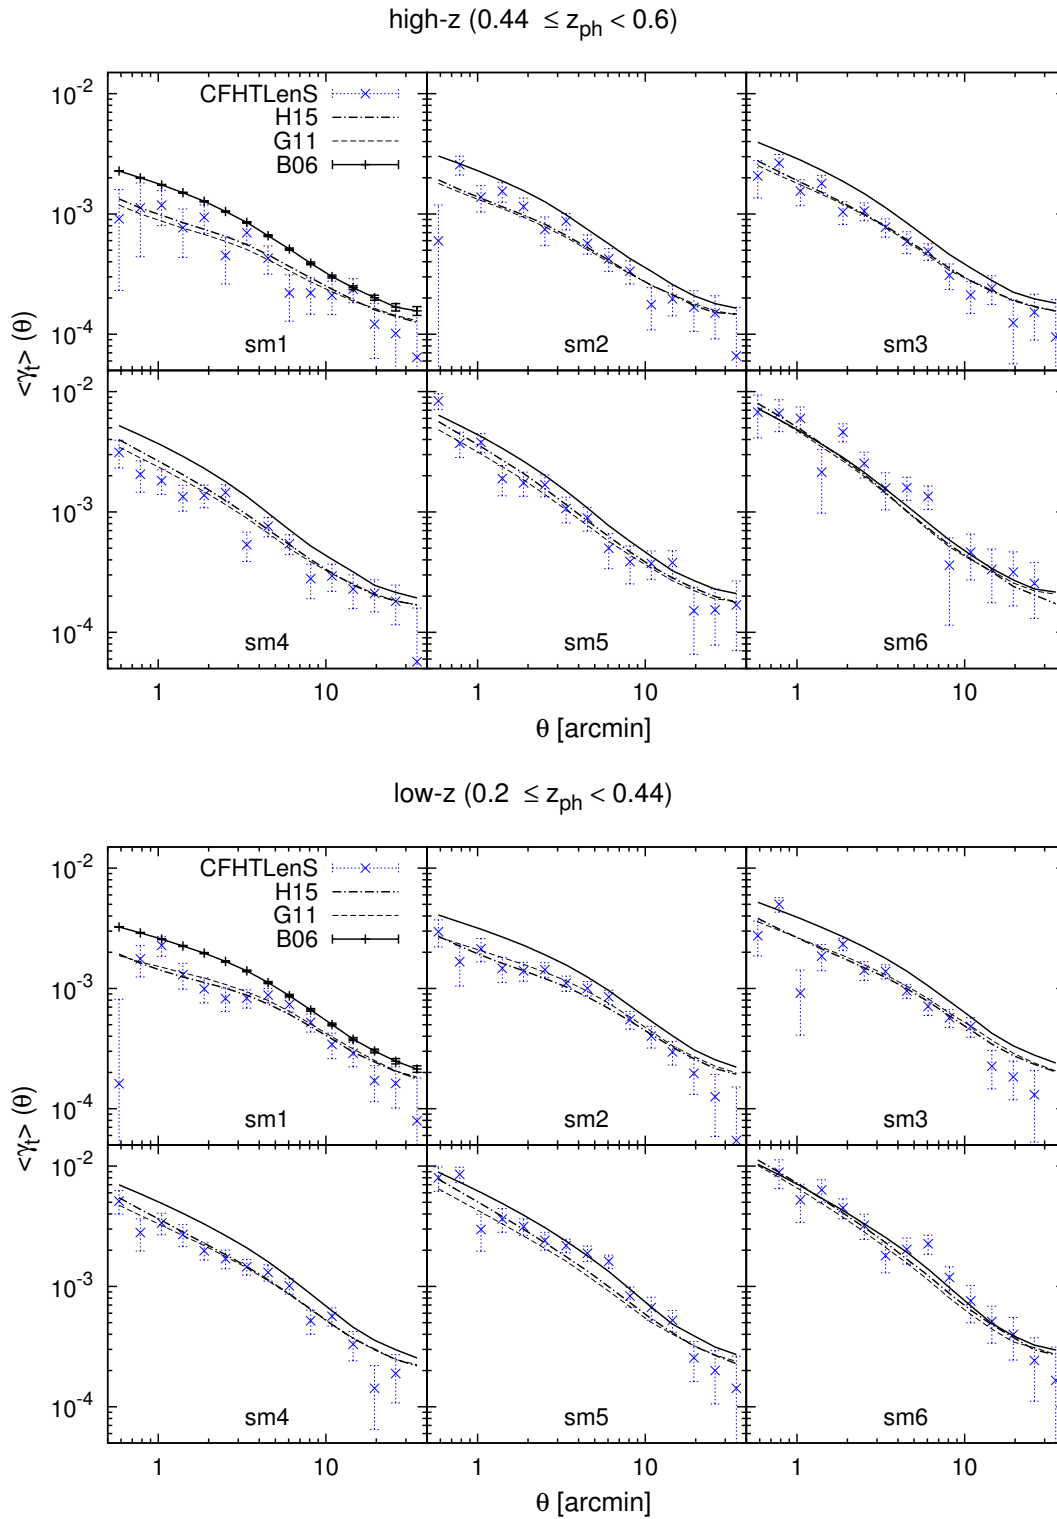 high-z (0.44 ≤ z_ph < 0.6)
<γ_t> (θ)
10^-2
10^-3
10^-4
CFHTLenS
H15
G11
B06
sm1
sm2
sm3
10^-2
10^-3
10^-4
sm4
sm5
sm6
1 10 1 10 1 10
θ [arcmin]
low-z (0.2 ≤ z_ph < 0.44)
<γ_t> (θ)
10^-2
10^-3
10^-4
CFHTLenS
H15
G11
B06
sm1
sm2
sm3
10^-2
10^-3
10^-4
sm4
sm5
sm6
1 10 1 10 1 10
θ [arcmin]